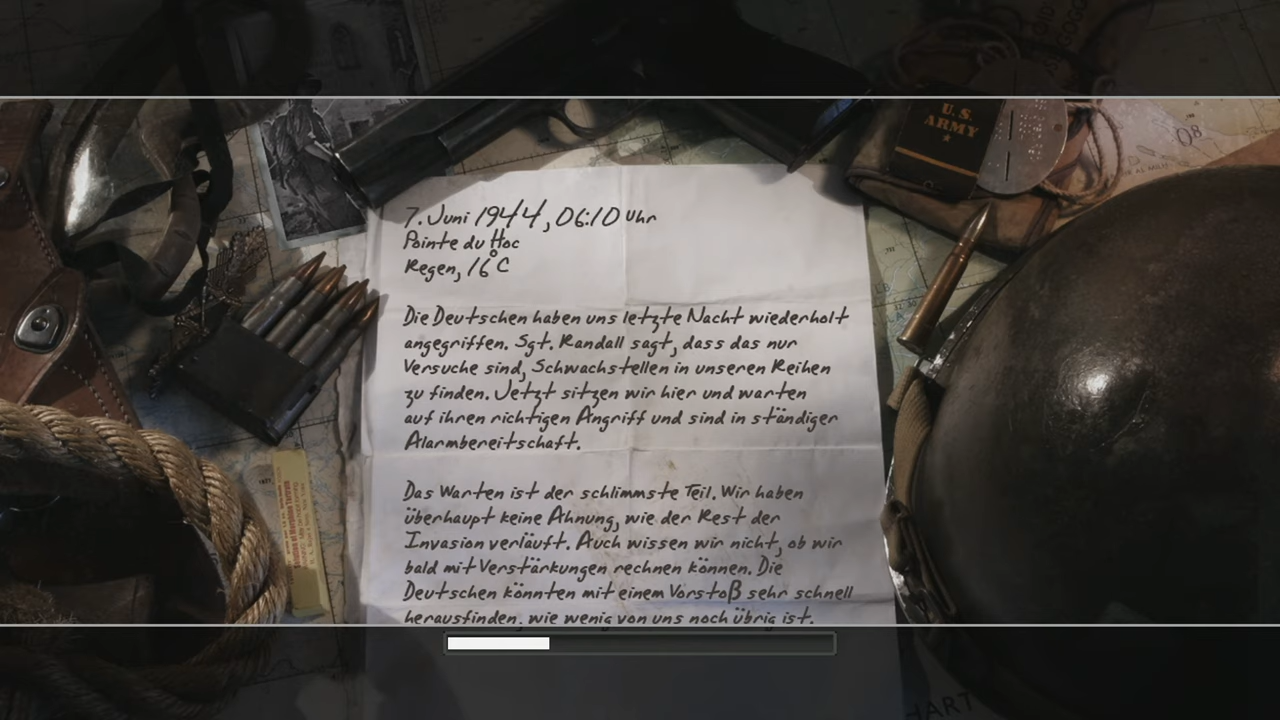 U.S.
ARMY
7. Juni 1944, 06:10 Uhr
Pointe du Hoc
Regen, 16°C
Die Deutschen haben uns letzte Nacht wiederholt
angegriffen. Sgt. Randall sagt, dass das nur
Versuche sind, Schwachstellen in unseren Reihen
zu finden. Jetzt sitzen wir hier und warten
auf ihren richtigen Angriff und sind in ständiger
Alarmbereitschaft.
Das Warten ist der schlimmste Teil. Wir haben
überhaupt keine Ahnung, wie der Rest der
Invasion verläuft. Auch wissen wir nicht, ob wir
bald mit Verstärkungen rechnen können. Die
Deutschen könnten mit einem Vorstoß sehr schnell
herausfinden, wie wenig von uns noch übrig ist.